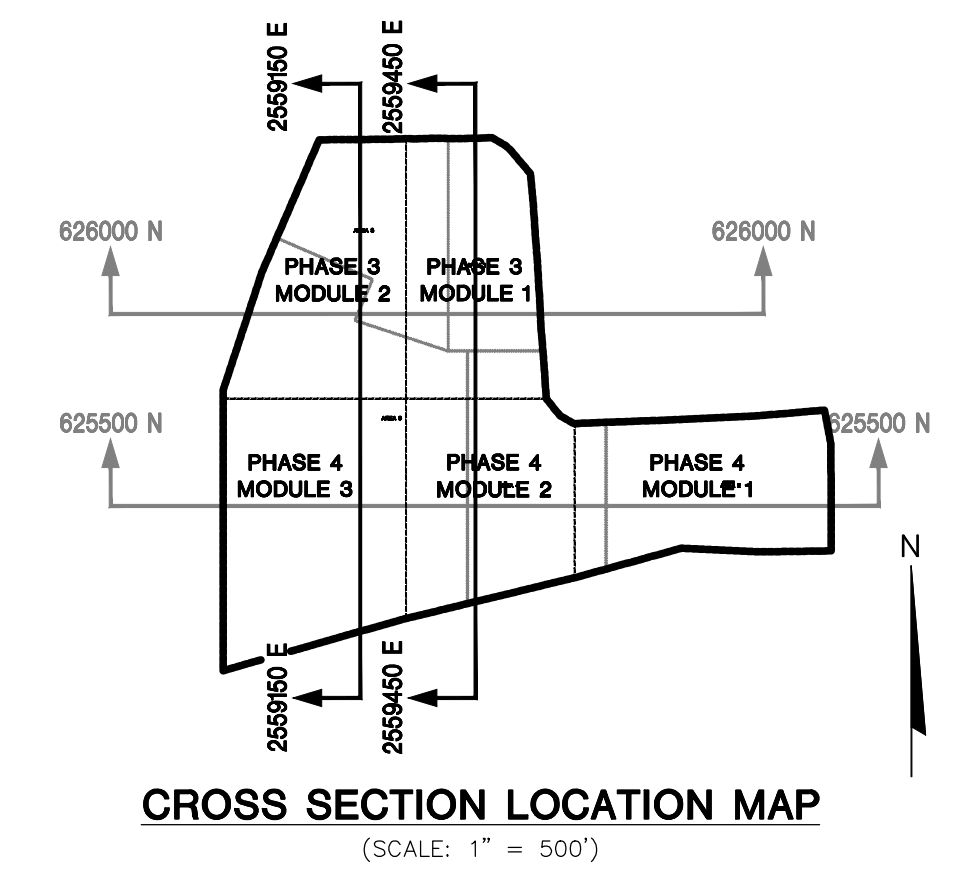 2559150 E
2559450 E
626000 N
626000 N
PHASE 3
MODULE 2
PHASE 3
MODULE 1
625500 N
625500 N
PHASE 4
MODULE 3
PHASE 4
MODULE 2
PHASE 4
MODULE 1
N
2559150 E
2559450 E
CROSS SECTION LOCATION MAP
(SCALE: 1" = 500')